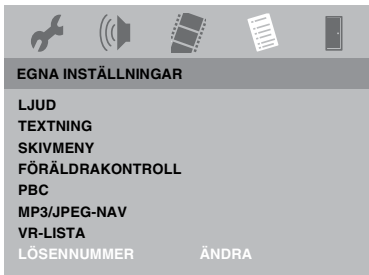 EGNA INSTÄLLNINGAR
LJUD
TEXTNING
SKIVMENY
FÖRÄLDRAKONTROLL
PBC
MP3/JPEG-NAV
VR-LISTA
LÖSENNUMMER ÄNDRA